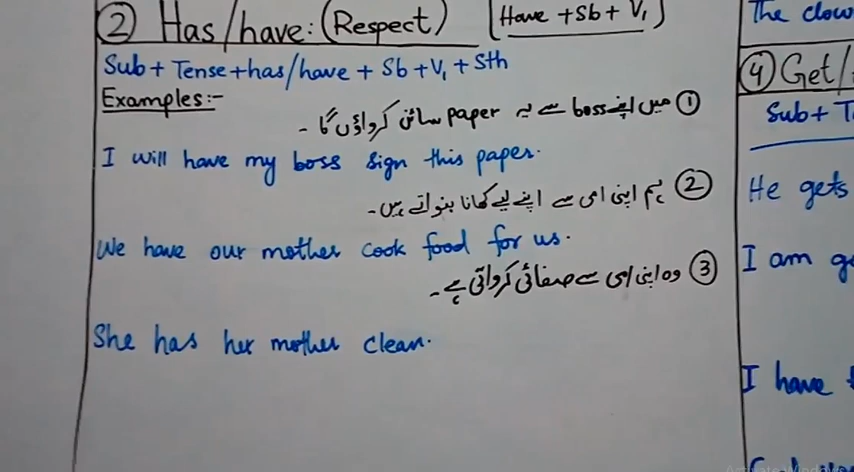 ② Has/have: (Respect) [Have + Sb + V₁]
Sub + Tense + has/have + Sb + V₁ + Sth
Examples:-
① میں اپنے boss سے یہ paper سائن کرواؤں گا -
I will have my boss sign this paper.
② ہم اپنی امی سے اپنے لیے کھانا بنواتے ہیں -
We have our mother cook food for us.
③ وہ اپنی امی سے صفائی کرواتی ہے -
She has her mother clean.
The clow
④ Get/
Sub + T
He gets
I am ge
I have